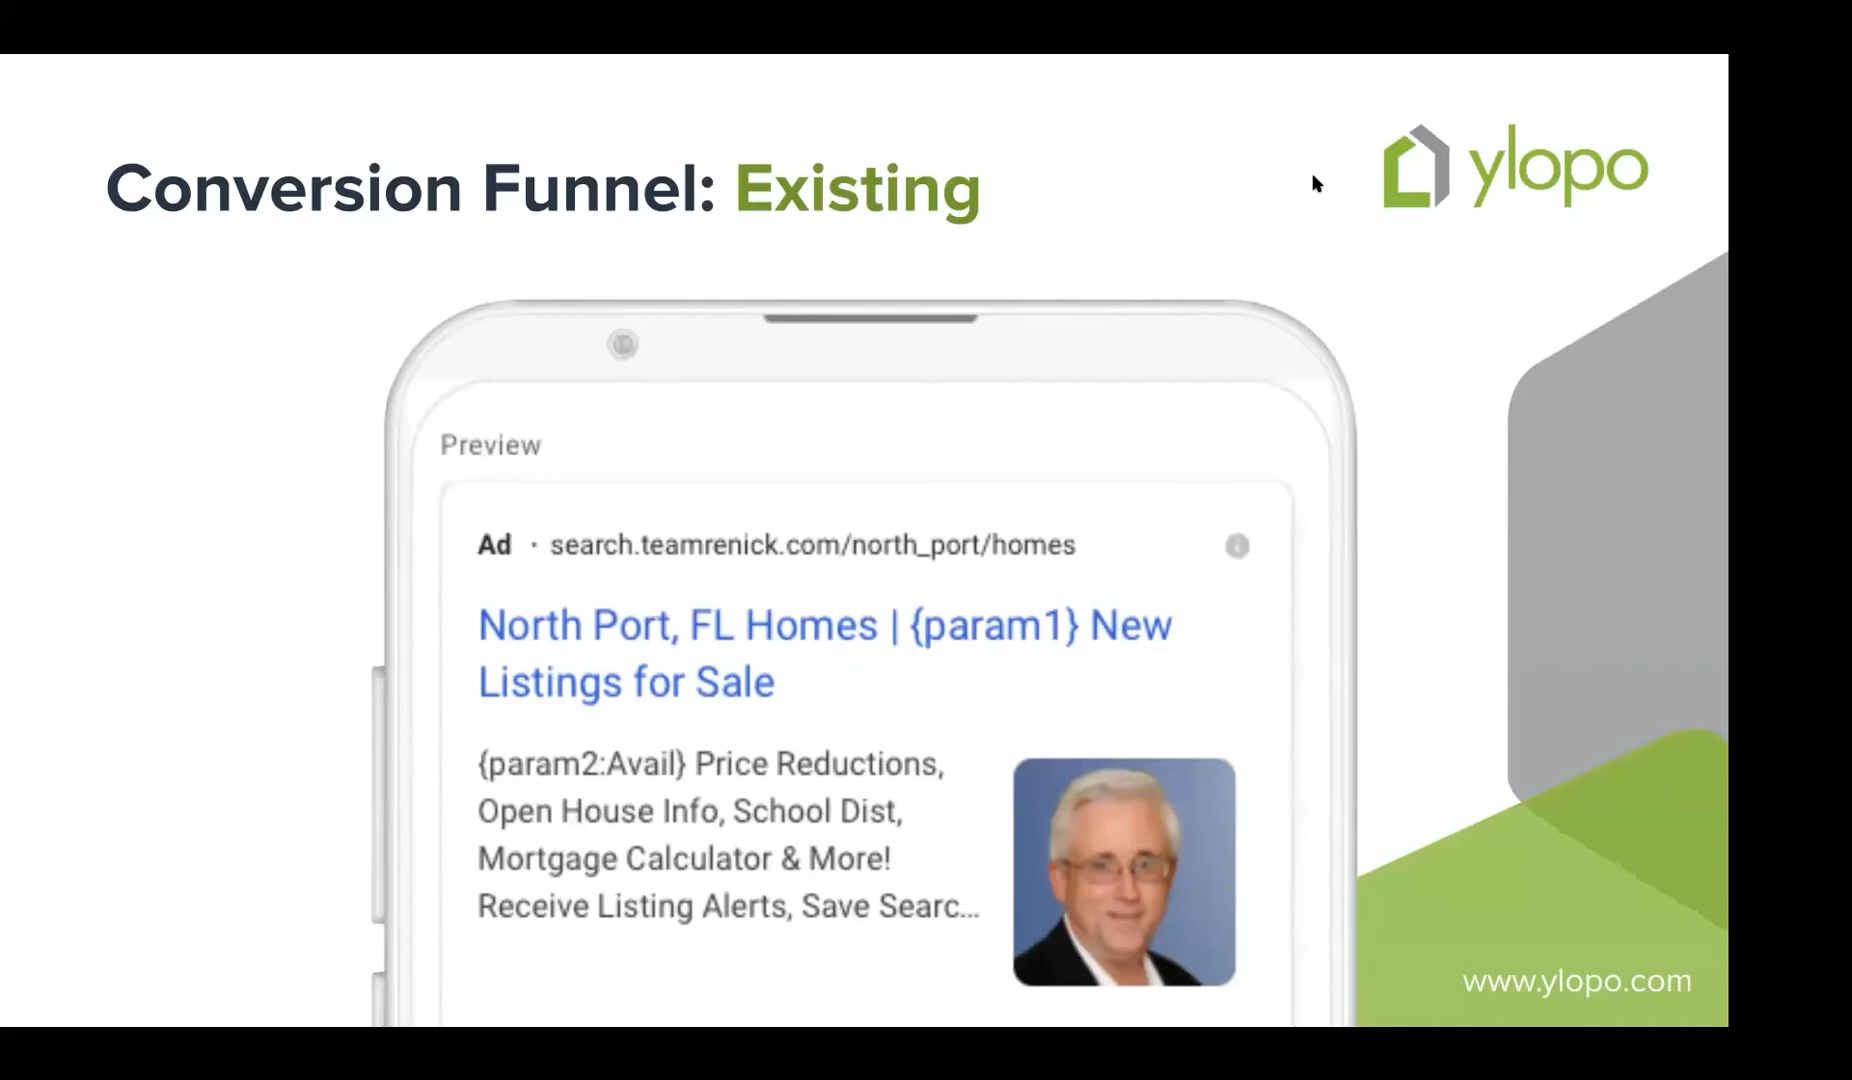 Conversion Funnel: Existing
ylopo
Preview
Ad · search.teamrenick.com/north_port/homes
North Port, FL Homes | {param1} New
Listings for Sale
{param2:Avail} Price Reductions,
Open House Info, School Dist,
Mortgage Calculator & More!
Receive Listing Alerts, Save Searc...
www.ylopo.com